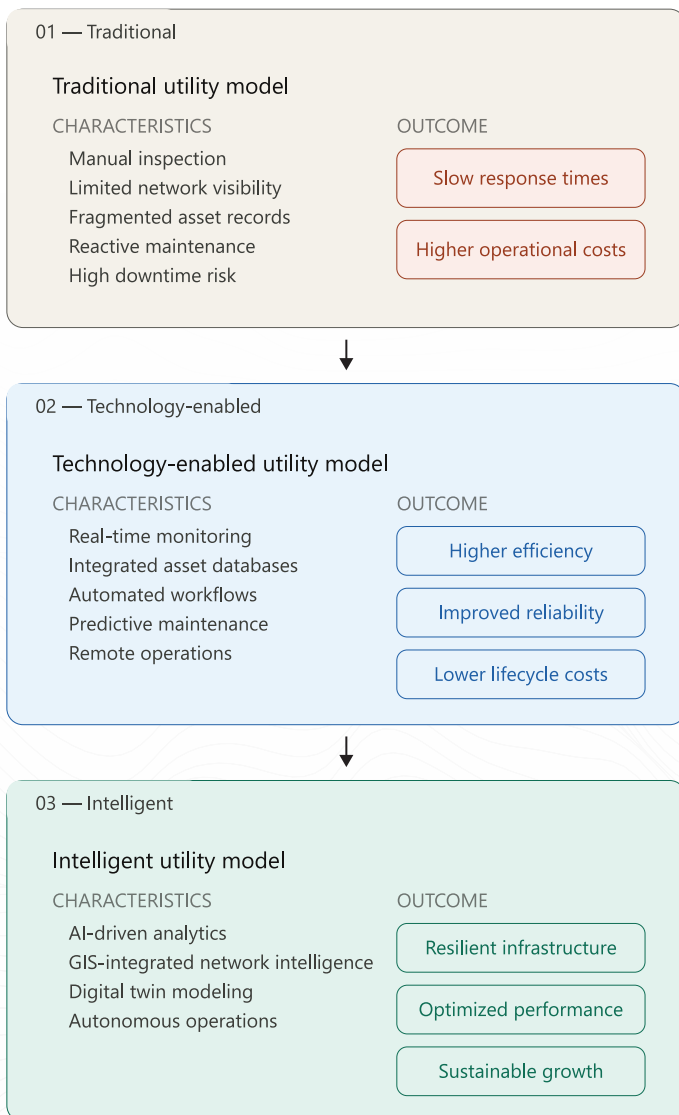 01 — Traditional
Traditional utility model
CHARACTERISTICS
Manual inspection
Limited network visibility
Fragmented asset records
Reactive maintenance
High downtime risk
OUTCOME
Slow response times
Higher operational costs
02 — Technology-enabled
Technology-enabled utility model
CHARACTERISTICS
Real-time monitoring
Integrated asset databases
Automated workflows
Predictive maintenance
Remote operations
OUTCOME
Higher efficiency
Improved reliability
Lower lifecycle costs
03 — Intelligent
Intelligent utility model
CHARACTERISTICS
AI-driven analytics
GIS-integrated network intelligence
Digital twin modeling
Autonomous operations
OUTCOME
Resilient infrastructure
Optimized performance
Sustainable growth